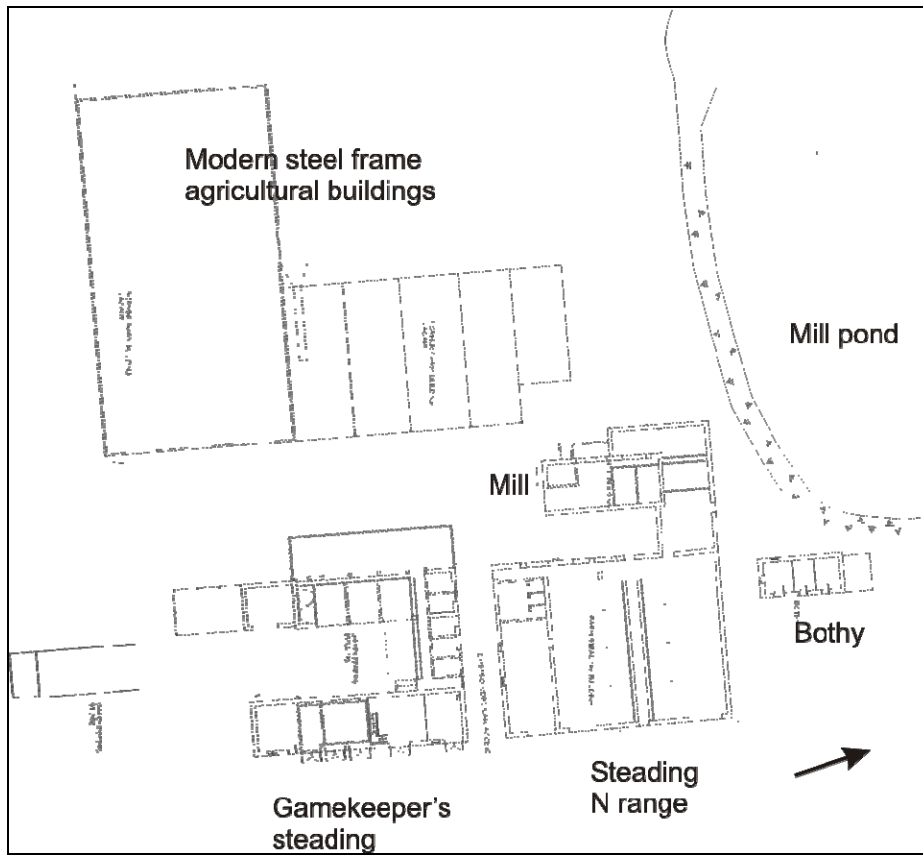 Modern steel frame
agricultural buildings
Mill pond
Mill
Bothy
Steading
N range
Gamekeeper's
steading